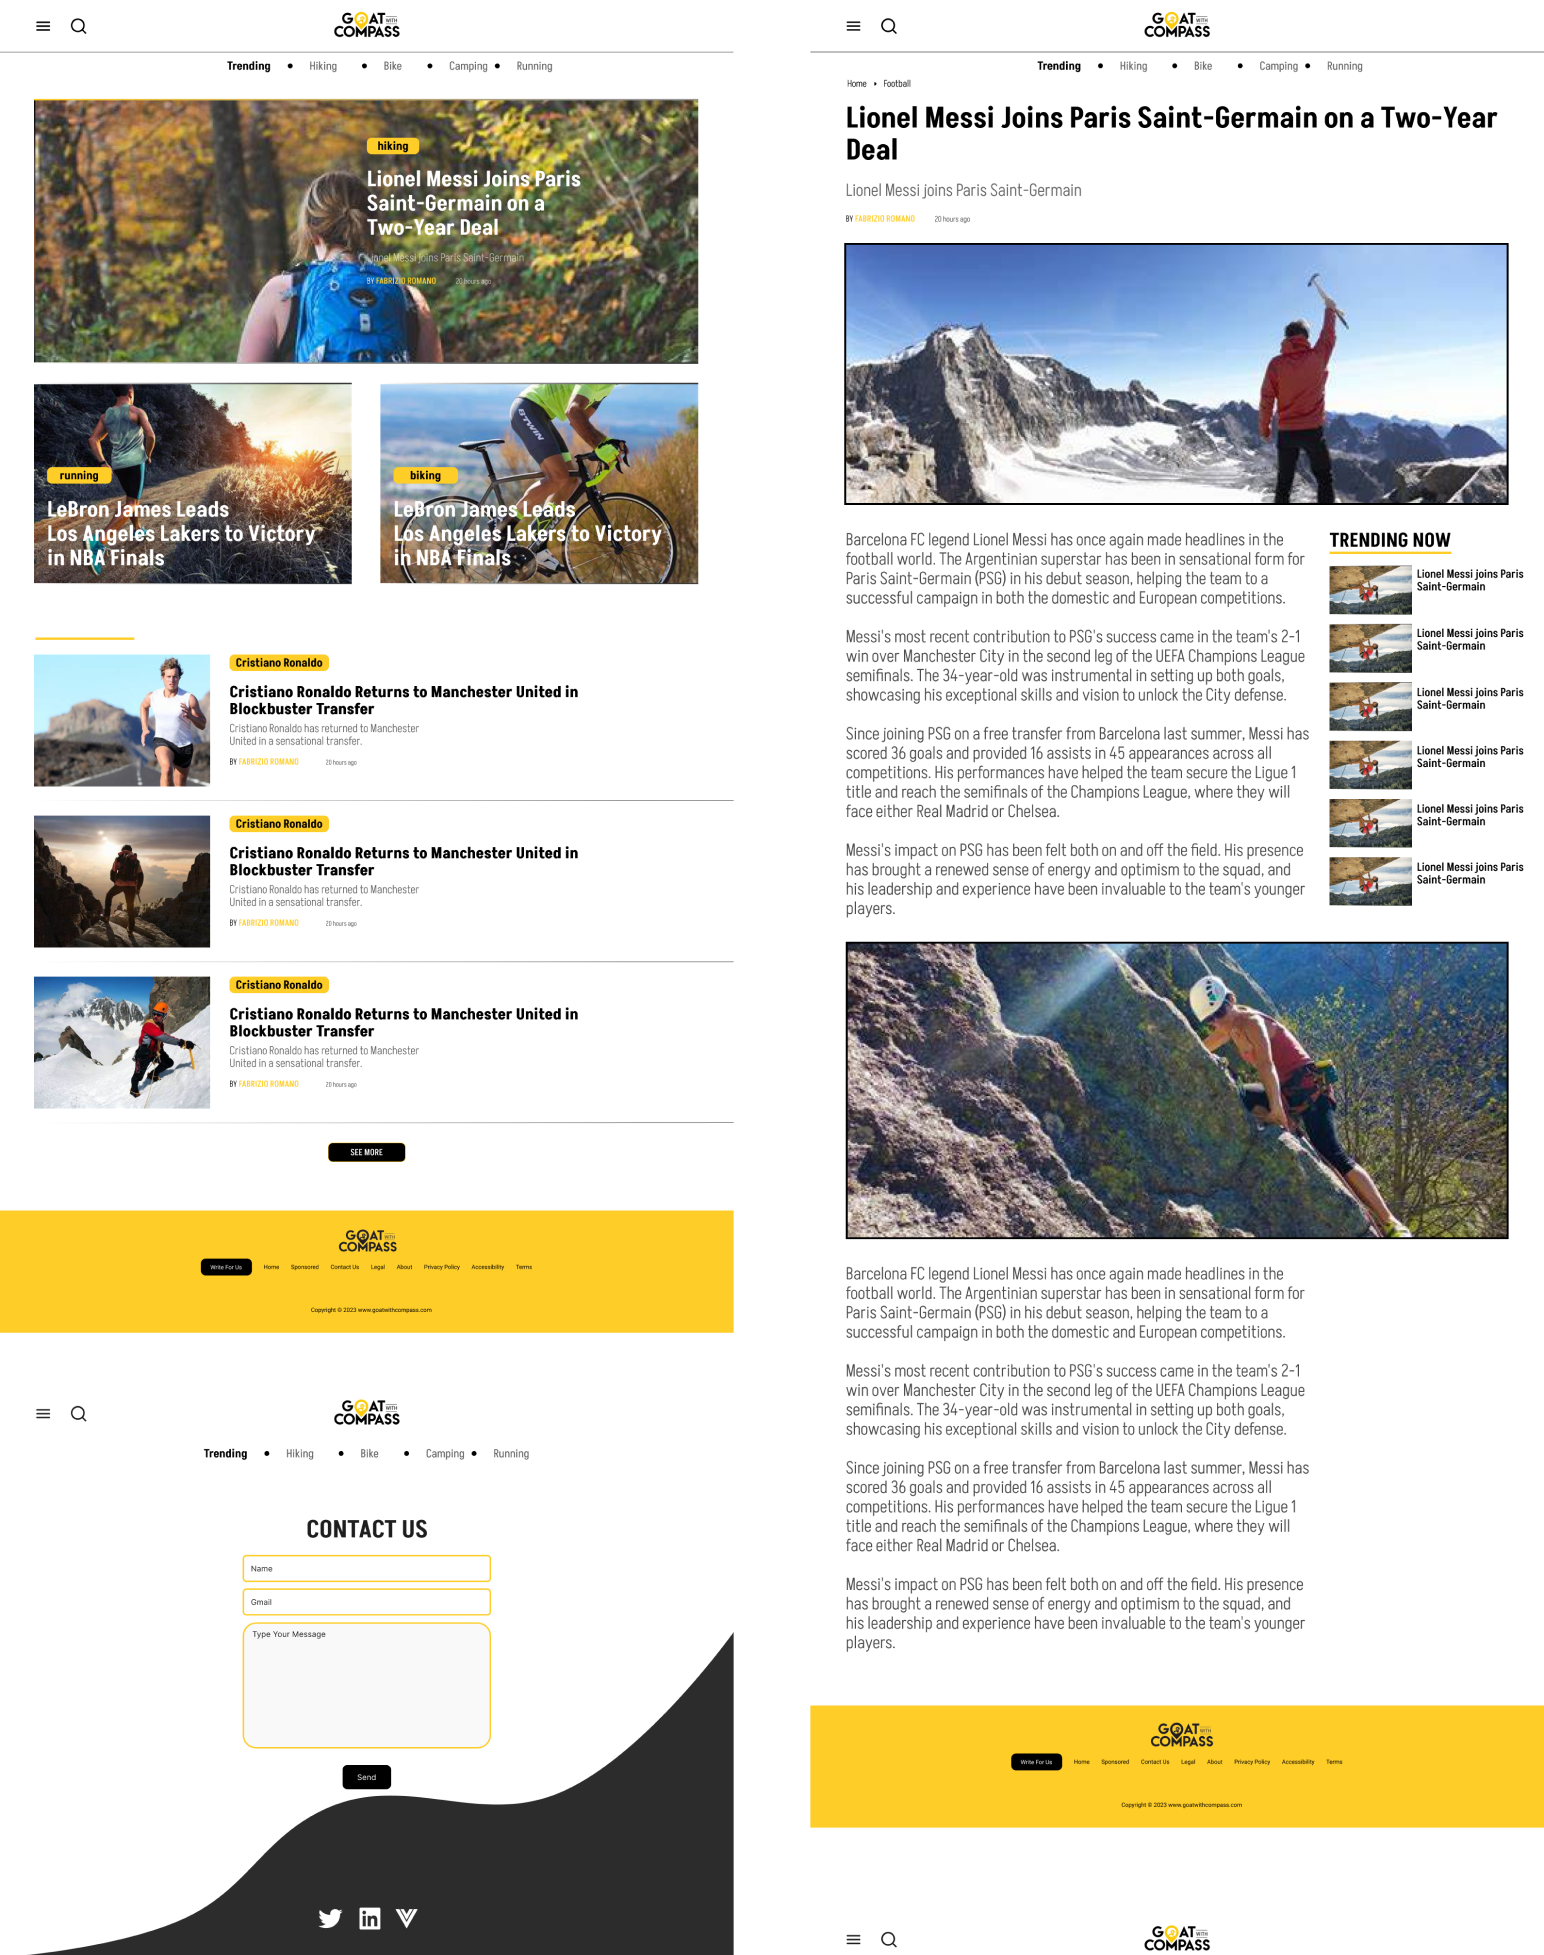 GOAT WITH
COMPASS
Trending • Hiking • Bike • Camping • Running
hiking
Lionel Messi Joins Paris
Saint-Germain on a
Two-Year Deal
Lionel Messi joins Paris Saint-Germain
BY FABRIZIO ROMANO 20 hours ago
running
LeBron James Leads
Los Angeles Lakers to Victory
in NBA Finals
BTWIN
biking
LeBron James Leads
Los Angeles Lakers to Victory
in NBA Finals
Cristiano Ronaldo
Cristiano Ronaldo Returns to Manchester United in
Blockbuster Transfer
Cristiano Ronaldo has returned to Manchester
United in a sensational transfer.
BY FABRIZIO ROMANO 20 hours ago
Cristiano Ronaldo
Cristiano Ronaldo Returns to Manchester United in
Blockbuster Transfer
Cristiano Ronaldo has returned to Manchester
United in a sensational transfer.
BY FABRIZIO ROMANO 20 hours ago
Cristiano Ronaldo
Cristiano Ronaldo Returns to Manchester United in
Blockbuster Transfer
Cristiano Ronaldo has returned to Manchester
United in a sensational transfer.
BY FABRIZIO ROMANO 20 hours ago
SEE MORE
GOAT WITH
COMPASS
Write For Us Home Sponsored Contact Us Legal About Privacy Policy Accessibility Terms
Copyright © 2023 www.goatwithcompass.com
GOAT WITH
COMPASS
Trending • Hiking • Bike • Camping • Running
CONTACT US
Name
Gmail
Type Your Message
Send
in
GOAT WITH
COMPASS
Trending • Hiking • Bike • Camping • Running
Home ‣ Football
Lionel Messi Joins Paris Saint-Germain on a Two-Year
Deal
Lionel Messi joins Paris Saint-Germain
BY FABRIZIO ROMANO 20 hours ago
Barcelona FC legend Lionel Messi has once again made headlines in the
football world. The Argentinian superstar has been in sensational form for
Paris Saint-Germain (PSG) in his debut season, helping the team to a
successful campaign in both the domestic and European competitions.
Messi's most recent contribution to PSG's success came in the team's 2-1
win over Manchester City in the second leg of the UEFA Champions League
semifinals. The 34-year-old was instrumental in setting up both goals,
showcasing his exceptional skills and vision to unlock the City defense.
Since joining PSG on a free transfer from Barcelona last summer, Messi has
scored 36 goals and provided 16 assists in 45 appearances across all
competitions. His performances have helped the team secure the Ligue 1
title and reach the semifinals of the Champions League, where they will
face either Real Madrid or Chelsea.
Messi's impact on PSG has been felt both on and off the field. His presence
has brought a renewed sense of energy and optimism to the squad, and
his leadership and experience have been invaluable to the team's younger
players.
TRENDING NOW
Lionel Messi joins Paris
Saint-Germain
Lionel Messi joins Paris
Saint-Germain
Lionel Messi joins Paris
Saint-Germain
Lionel Messi joins Paris
Saint-Germain
Lionel Messi joins Paris
Saint-Germain
Lionel Messi joins Paris
Saint-Germain
Barcelona FC legend Lionel Messi has once again made headlines in the
football world. The Argentinian superstar has been in sensational form for
Paris Saint-Germain (PSG) in his debut season, helping the team to a
successful campaign in both the domestic and European competitions.
Messi's most recent contribution to PSG's success came in the team's 2-1
win over Manchester City in the second leg of the UEFA Champions League
semifinals. The 34-year-old was instrumental in setting up both goals,
showcasing his exceptional skills and vision to unlock the City defense.
Since joining PSG on a free transfer from Barcelona last summer, Messi has
scored 36 goals and provided 16 assists in 45 appearances across all
competitions. His performances have helped the team secure the Ligue 1
title and reach the semifinals of the Champions League, where they will
face either Real Madrid or Chelsea.
Messi's impact on PSG has been felt both on and off the field. His presence
has brought a renewed sense of energy and optimism to the squad, and
his leadership and experience have been invaluable to the team's younger
players.
GOAT WITH
COMPASS
Write For Us Home Sponsored Contact Us Legal About Privacy Policy Accessibility Terms
Copyright © 2023 www.goatwithcompass.com
GOAT WITH
COMPASS